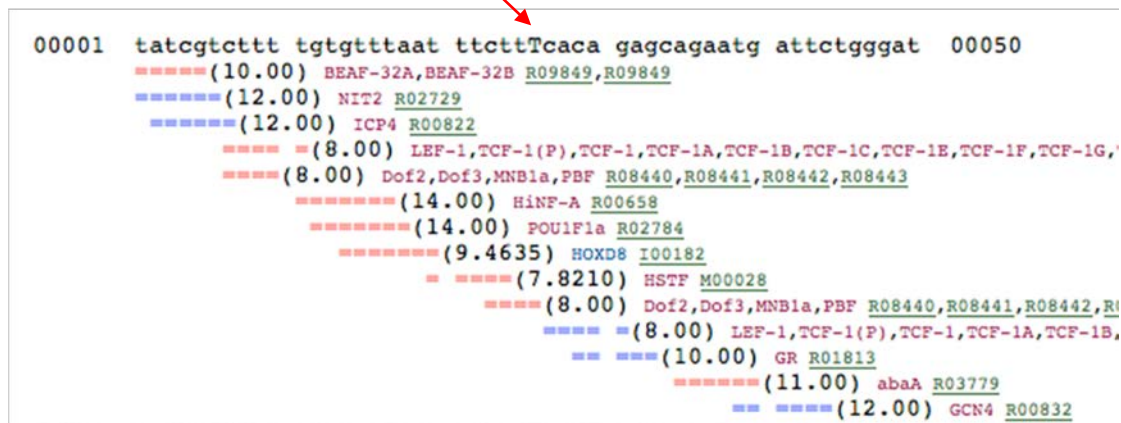 00001 tatcgtcttt tgtgtttaat ttcttTcaca gagcagaatg attctgggat 00050
=====(10.00) BEAF-32A,BEAF-32B R09849,R09849
======(12.00) NIT2 R02729
======(12.00) ICP4 R00822
==== =(8.00) LEF-1,TCF-1(P),TCF-1,TCF-1A,TCF-1B,TCF-1C,TCF-1E,TCF-1F,TCF-1G,
====(8.00) Dof2,Dof3,MNB1a,PBF R08440,R08441,R08442,R08443
=======(14.00) HiNF-A R00658
=======(14.00) POU1F1a R02784
=======(9.4635) HOXD8 I00182
= ====(7.8210) HSTF M00028
====(8.00) Dof2,Dof3,MNB1a,PBF R08440,R08441,R08442,R0
==== =(8.00) LEF-1,TCF-1(P),TCF-1,TCF-1A,TCF-1B,
== ===(10.00) GR R01813
======(11.00) abaA R03779
== ====(12.00) GCN4 R00832